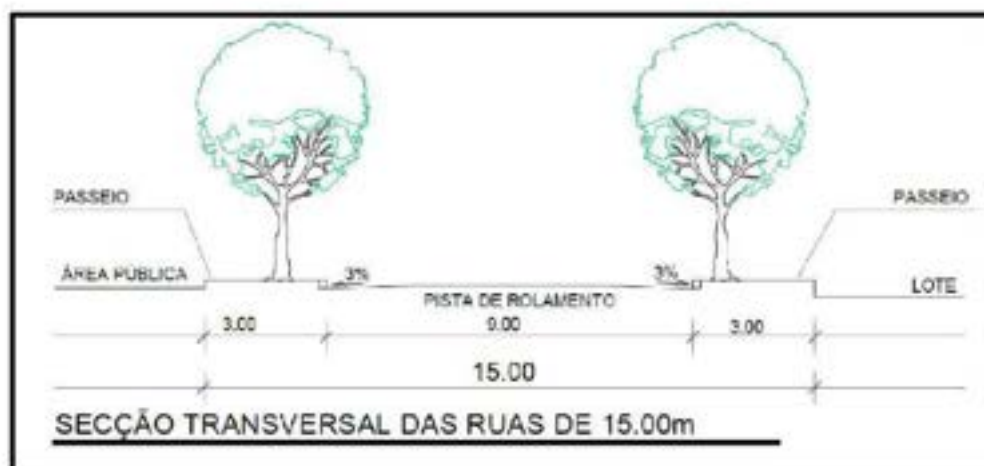 PASSEIO PASSEIO
ÁREA PÚBLICA 3% 3% LOTE
PISTA DE ROLAMENTO
3.00 9.00 3.00
15.00
SECÇÃO TRANSVERSAL DAS RUAS DE 15.00m